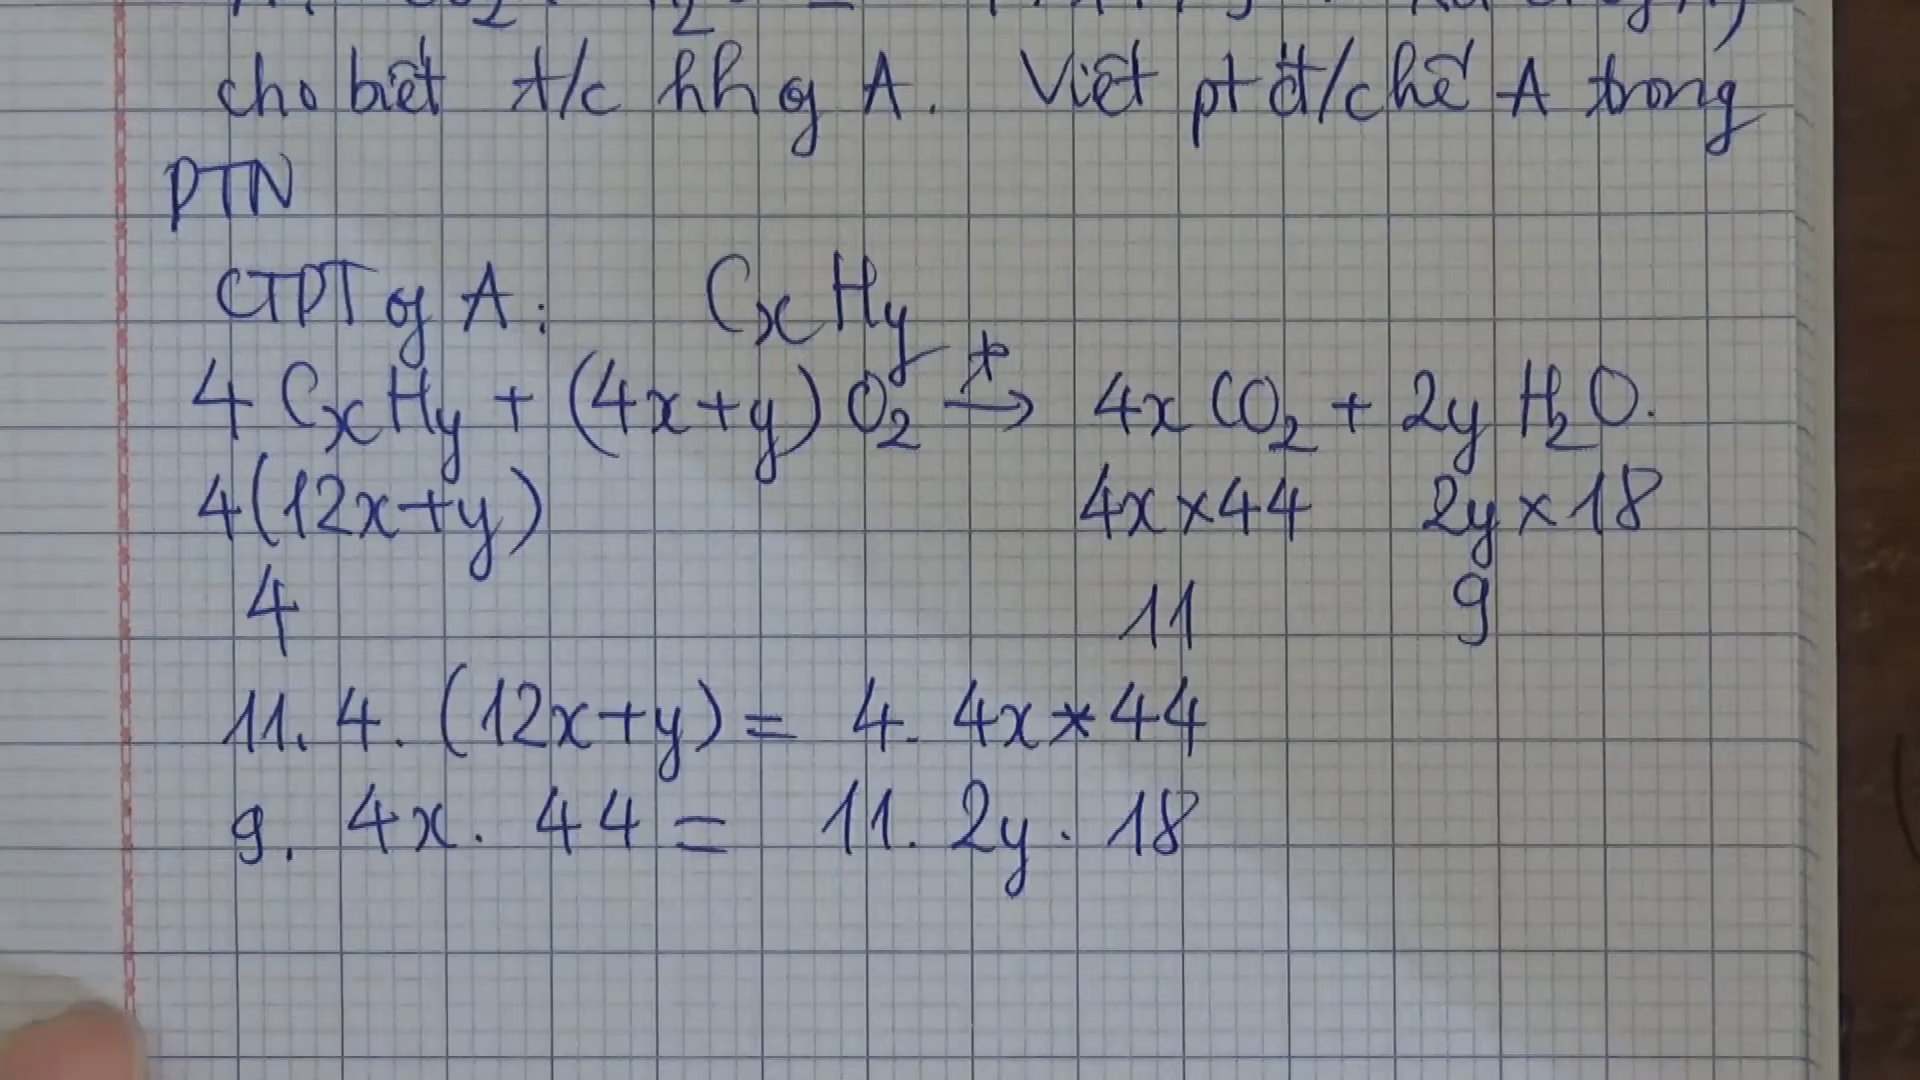 cho biết t/c hh of A. Viết pt đ/chế A trong
PTN
CTPT of A: CxHy
4 CxHy + (4x+y) O2 → 4x CO2 + 2y H2O.
4(12x+y) 4x×44 2y×18
4 11 9
11. 4. (12x+y) = 4. 4x*44
9. 4x. 44 = 11. 2y. 18